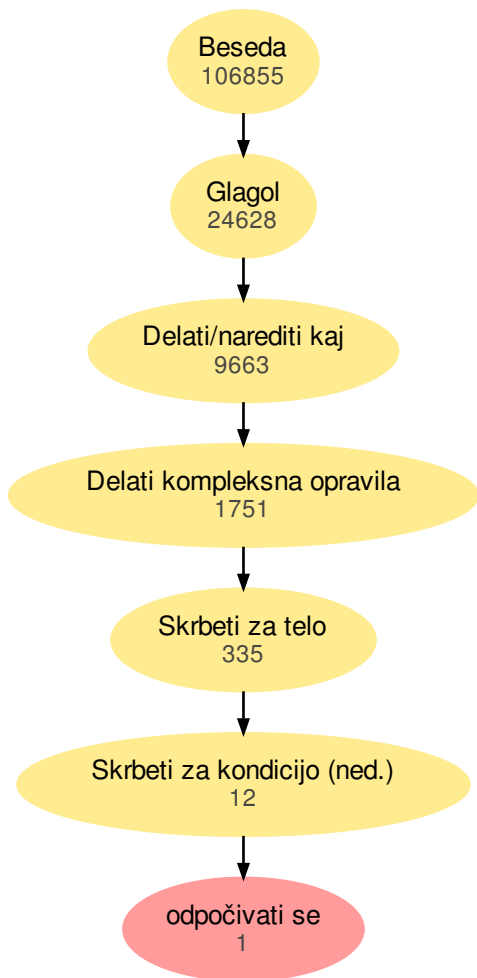 Beseda
106855
Glagol
24628
Delati/narediti kaj
9663
Delati kompleksna opravila
1751
Skrbeti za telo
335
Skrbeti za kondicijo (ned.)
12
odpočivati se
1